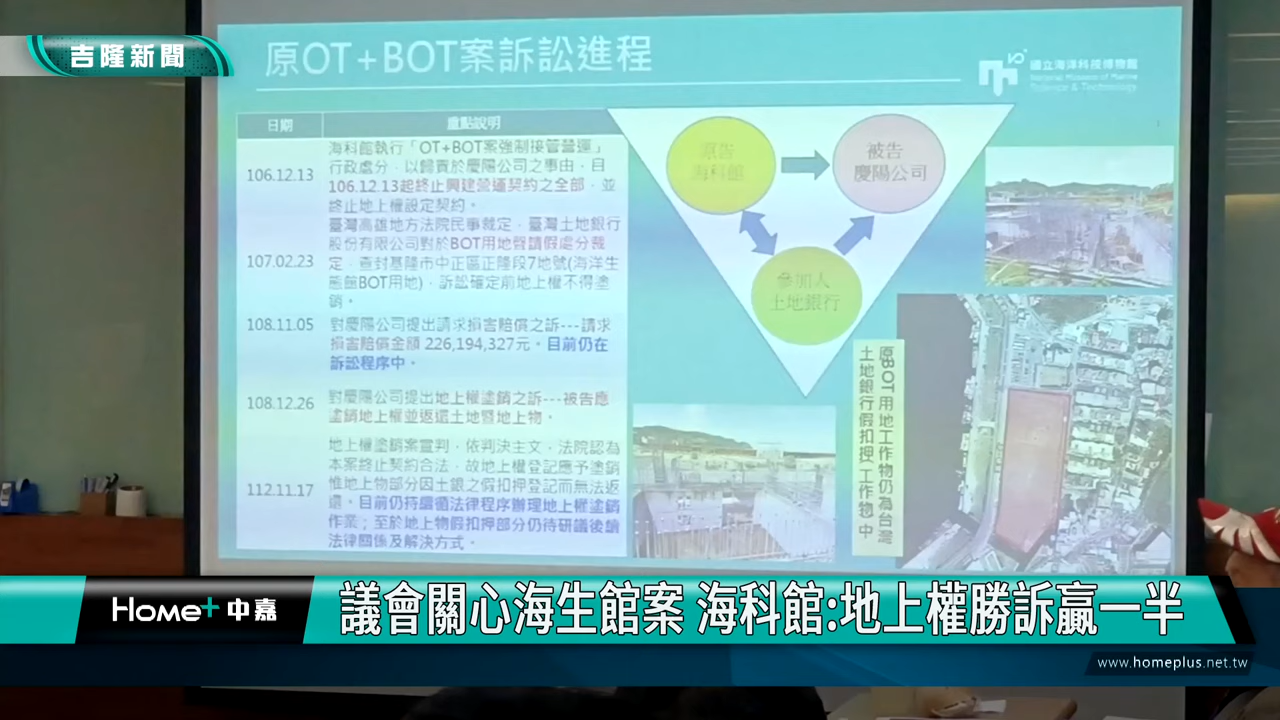 吉隆新聞
原OT+BOT案訴訟進程
國立海洋科技博物館
National Museum of Marine
Science & Technology
日期
重點說明
106.12.13
海科館執行「OT+BOT案強制接管營運」
行政處分、以歸責於慶陽公司之事由，自
106.12.13起終止興建營運契約之全部，並
終止地上權設定契約。
107.02.23
臺灣高雄地方法院民事裁定，臺灣土地銀行
股份有限公司對於BOT用地聲請假處分裁
定，查封基隆市中正區正隆段7地號(海洋生
態館BOT用地)，訴訟確定前地上權不得塗
銷。
108.11.05
對慶陽公司提出請求損害賠償之訴---請求
損害賠償金額 226,194,327元。目前仍在
訴訟程序中。
108.12.26
對慶陽公司提出地上權塗銷之訴---被告應
塗銷地上權並返還土地暨地上物。
112.11.17
地上權塗銷案宣判，依判決主文，法院認為
本案終止契約合法，故地上權登記應予塗銷
惟地上物部分因土銀之假扣押登記而無法返
還。目前仍持續循法律程序辦理地上權塗銷
作業；至於地上物假扣押部分仍待研議後續
法律關係及解決方式。
原告
海科館
被告
慶陽公司
參加人
土地銀行
原BOT用地工作物仍為台灣
土地銀行假扣押工作物中
Home+中嘉
議會關心海生館案 海科館:地上權勝訴贏一半
www.homeplus.net.tw